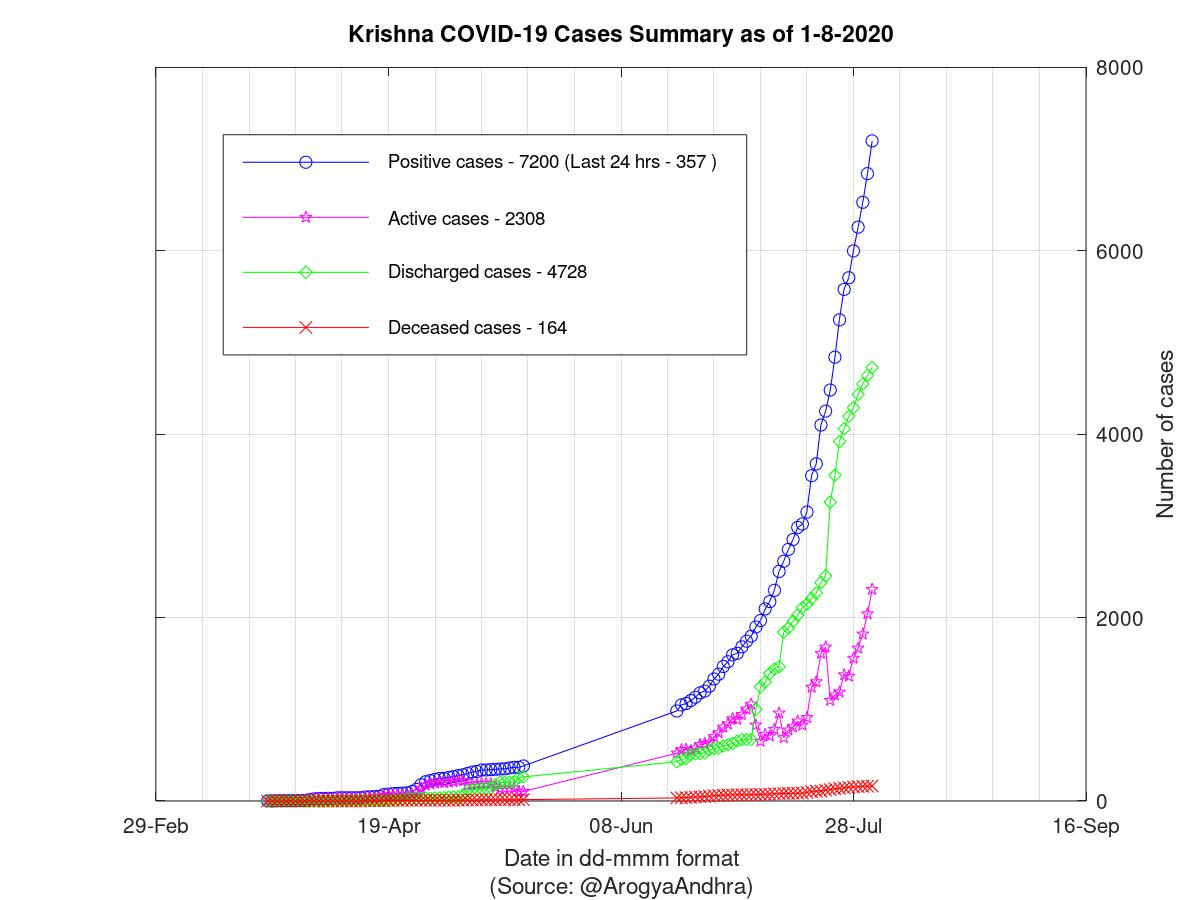 Krishna COVID-19 Cases Summary as of 1-8-2020
Positive cases - 7200 (Last 24 hrs - 357 )
Active cases - 2308
Discharged cases - 4728
Deceased cases - 164
8000
6000
4000
2000
0
Number of cases
29-Feb 19-Apr 08-Jun 28-Jul 16-Sep
Date in dd-mmm format
(Source: @ArogyaAndhra)